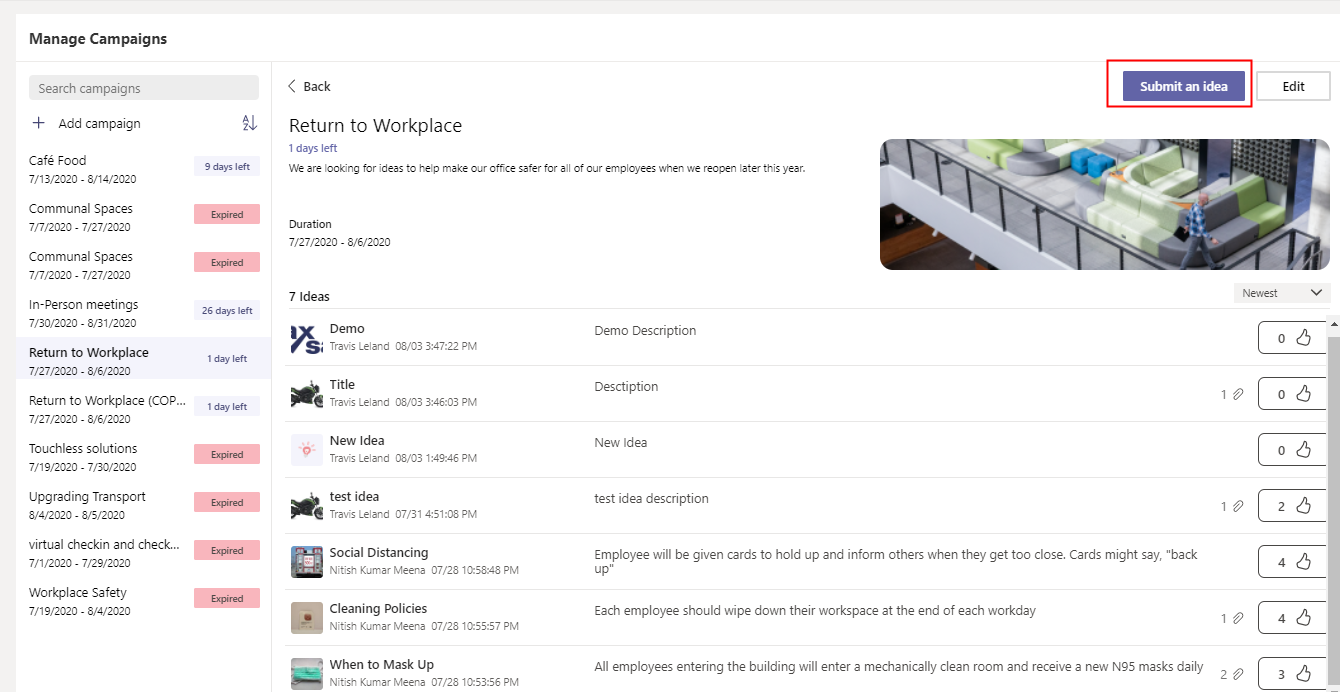 Manage Campaigns
Search campaigns
Add campaign
A
Z
Café Food
9 days left
7/13/2020 - 8/14/2020
Communal Spaces
Expired
7/7/2020 - 7/27/2020
Communal Spaces
Expired
7/7/2020 - 7/27/2020
In-Person meetings
26 days left
7/30/2020 - 8/31/2020
Return to Workplace
1 day left
7/27/2020 - 8/6/2020
Return to Workplace (COP...
1 day left
7/27/2020 - 8/6/2020
Touchless solutions
Expired
7/19/2020 - 7/30/2020
Upgrading Transport
Expired
8/4/2020 - 8/5/2020
virtual checkin and check...
Expired
7/1/2020 - 7/29/2020
Workplace Safety
Expired
7/19/2020 - 8/4/2020
Back
Submit an idea
Edit
Return to Workplace
1 days left
We are looking for ideas to help make our office safer for all of our employees when we reopen later this year.
Duration
7/27/2020 - 8/6/2020
7 Ideas
Newest
Demo
Travis Leland 08/03 3:47:22 PM
Demo Description
0
Title
Travis Leland 08/03 3:46:03 PM
Desctiption
1
0
New Idea
Travis Leland 08/03 1:49:46 PM
New Idea
0
test idea
Travis Leland 07/31 4:51:08 PM
test idea description
1
2
Social Distancing
Nitish Kumar Meena 07/28 10:58:48 PM
Employee will be given cards to hold up and inform others when they get too close. Cards might say, "back
up"
4
Cleaning Policies
Nitish Kumar Meena 07/28 10:55:57 PM
Each employee should wipe down their workspace at the end of each workday
1
4
When to Mask Up
Nitish Kumar Meena 07/28 10:53:56 PM
All employees entering the building will enter a mechanically clean room and receive a new N95 masks daily
2
3